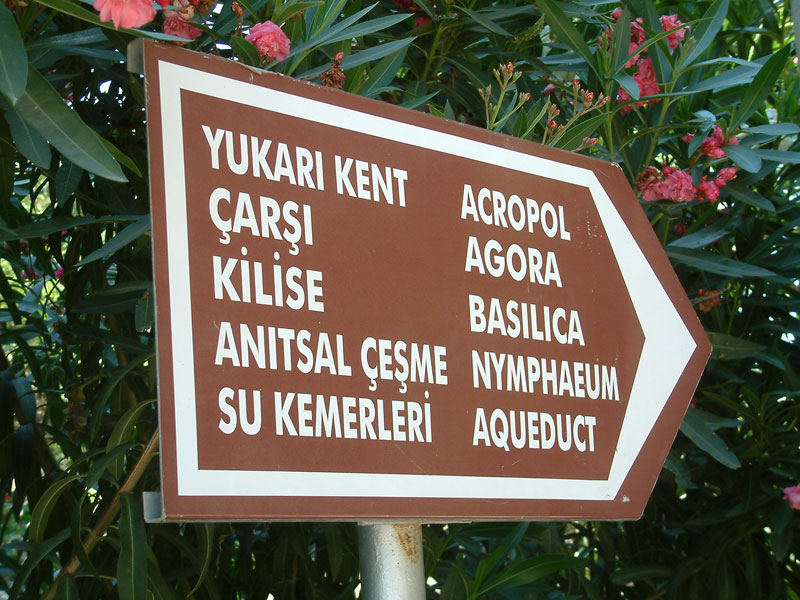 YUKARI KENT ACROPOL
ÇARŞI AGORA
KİLİSE BASILICA
ANITSAL ÇEŞME NYMPHAEUM
SU KEMERLERİ AQUEDUCT